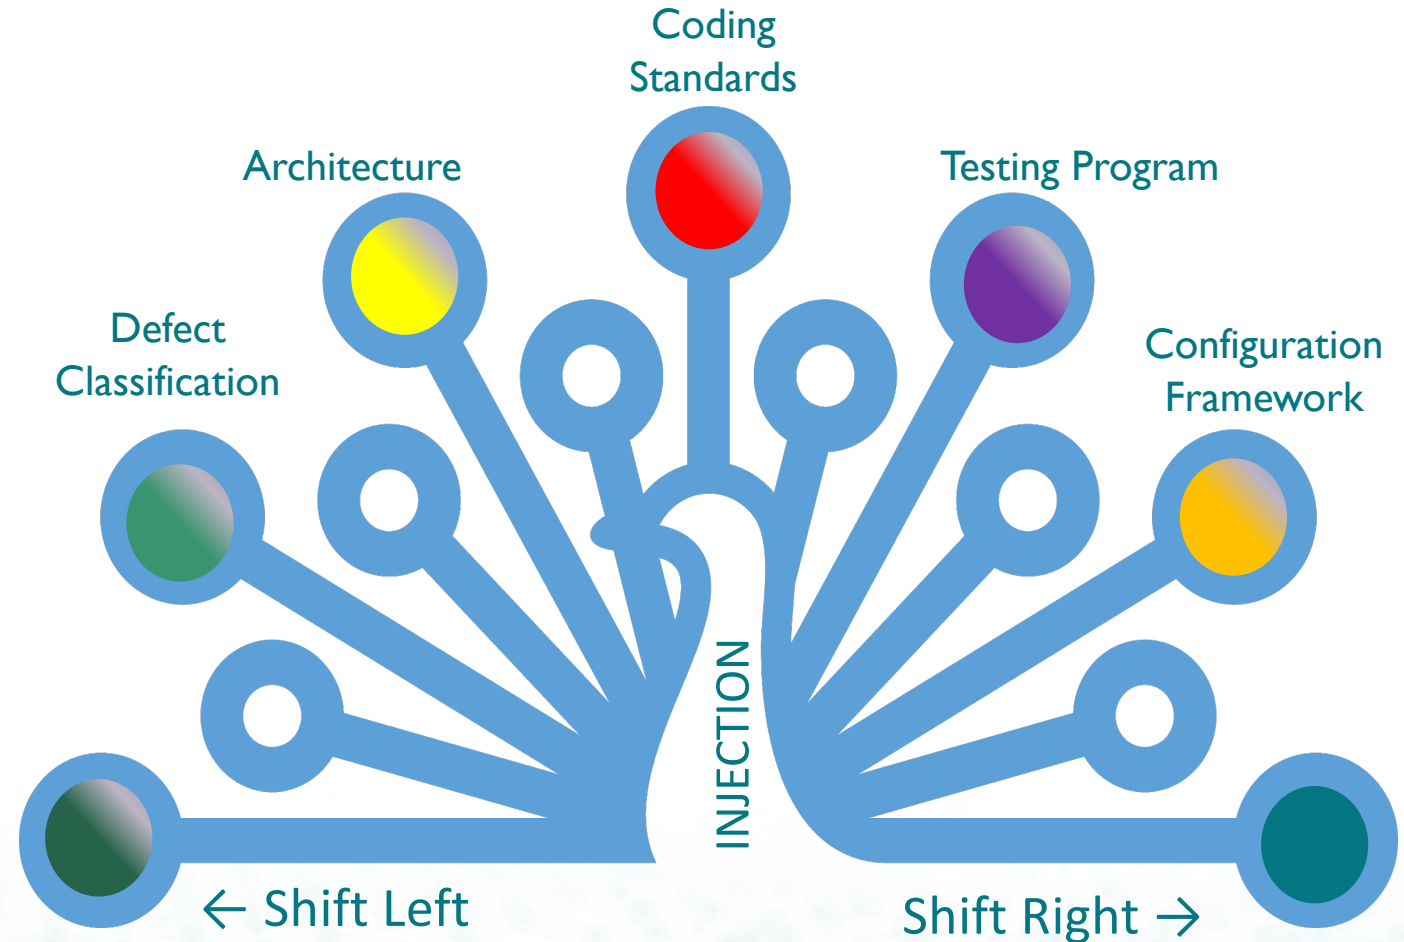 Coding
Standards
Architecture
Testing Program
Defect
Classification
Configuration
Framework
INJECTION
← Shift Left
Shift Right →